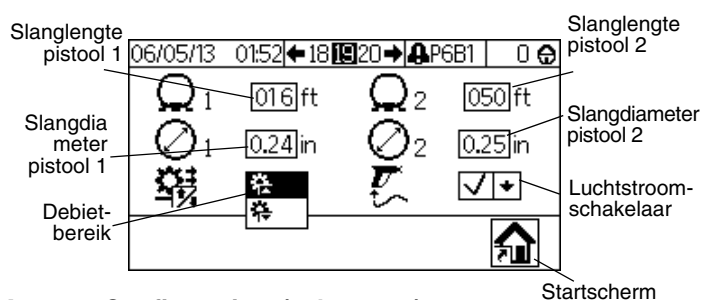 Slanglengte
pistool 1
Slanglengte
pistool 2
06/05/13 01:52 18 19 20 P6B1 0
1 016 ft 2 050 ft
Slangdia
meter
pistool 1
1 0.24 in 2 0.25 in
Slangdiameter
pistool 2
Debiet-
bereik
Luchtstroom-
schakelaar
Startscherm